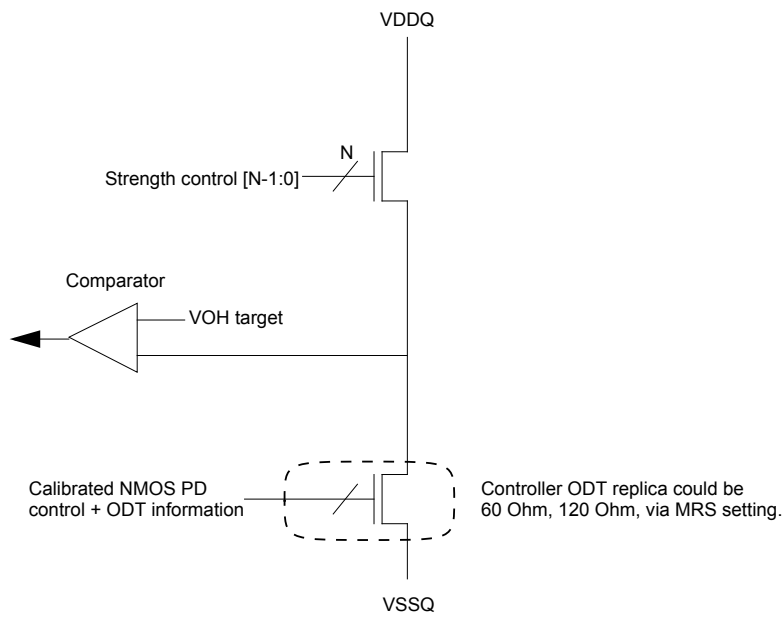 VDDQ
N
Strength control [N-1:0]
Comparator
VOH target
Calibrated NMOS PD
control + ODT information
Controller ODT replica could be
60 Ohm, 120 Ohm, via MRS setting.
VSSQ